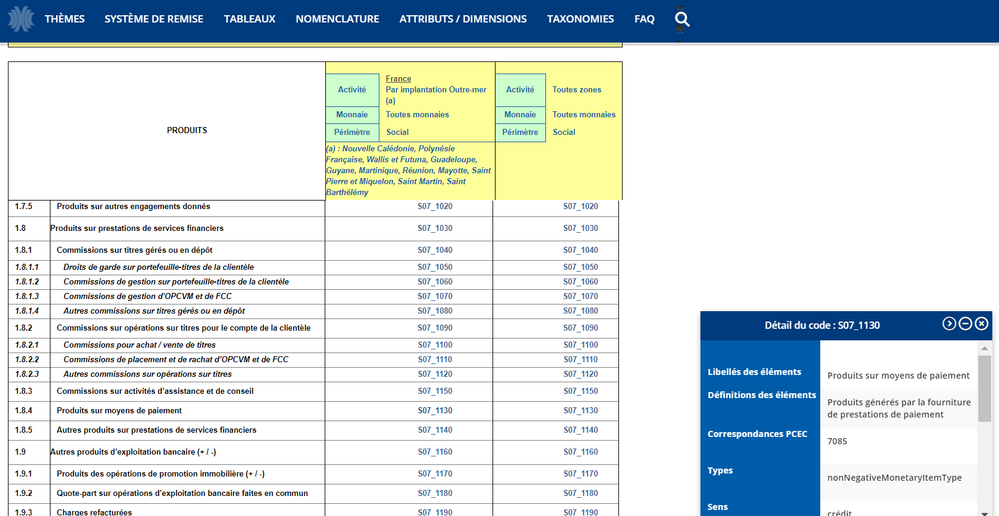 THÈMES SYSTÈME DE REMISE TABLEAUX NOMENCLATURE ATTRIBUTS / DIMENSIONS TAXONOMIES FAQ
PRODUITS
Activité
France
Par implantation Outre-mer
(a)
Monnaie Toutes monnaies
Périmètre Social
(a) : Nouvelle Calédonie, Polynésie
Française, Wallis et Futuna, Guadeloupe,
Guyane, Martinique, Réunion, Mayotte, Saint
Pierre et Miquelon, Saint Martin, Saint
Barthélémy
Activité Toutes zones
Monnaie Toutes monnaies
Périmètre Social
1.7.5 Produits sur autres engagements donnés S07_1020 S07_1020
1.8 Produits sur prestations de services financiers S07_1030 S07_1030
1.8.1 Commissions sur titres gérés ou en dépôt S07_1040 S07_1040
1.8.1.1 Droits de garde sur portefeuille-titres de la clientèle S07_1050 S07_1050
1.8.1.2 Commissions de gestion sur portefeuille-titres de la clientèle S07_1060 S07_1060
1.8.1.3 Commissions de gestion d'OPCVM et de FCC S07_1070 S07_1070
1.8.1.4 Autres commissions sur titres gérés ou en dépôt S07_1080 S07_1080
1.8.2 Commissions sur opérations sur titres pour le compte de la clientèle S07_1090 S07_1090
1.8.2.1 Commissions pour achat / vente de titres S07_1100 S07_1100
1.8.2.2 Commissions de placement et de rachat d'OPCVM et de FCC S07_1110 S07_1110
1.8.2.3 Autres commissions sur opérations sur titres S07_1120 S07_1120
1.8.3 Commissions sur activités d'assistance et de conseil S07_1150 S07_1150
1.8.4 Produits sur moyens de paiement S07_1130 S07_1130
1.8.5 Autres produits sur prestations de services financiers S07_1140 S07_1140
1.9 Autres produits d'exploitation bancaire (+ / -) S07_1160 S07_1160
1.9.1 Produits des opérations de promotion immobilière (+ / -) S07_1170 S07_1170
1.9.2 Quote-part sur opérations d'exploitation bancaire faites en commun S07_1180 S07_1180
1.9.3 Charges refacturées S07_1190 S07_1190
Détail du code : S07_1130
Libellés des éléments Produits sur moyens de paiement
Définitions des éléments Produits générés par la fourniture
de prestations de paiement
Correspondances PCEC 7085
Types nonNegativeMonetaryItemType
Sens crédit